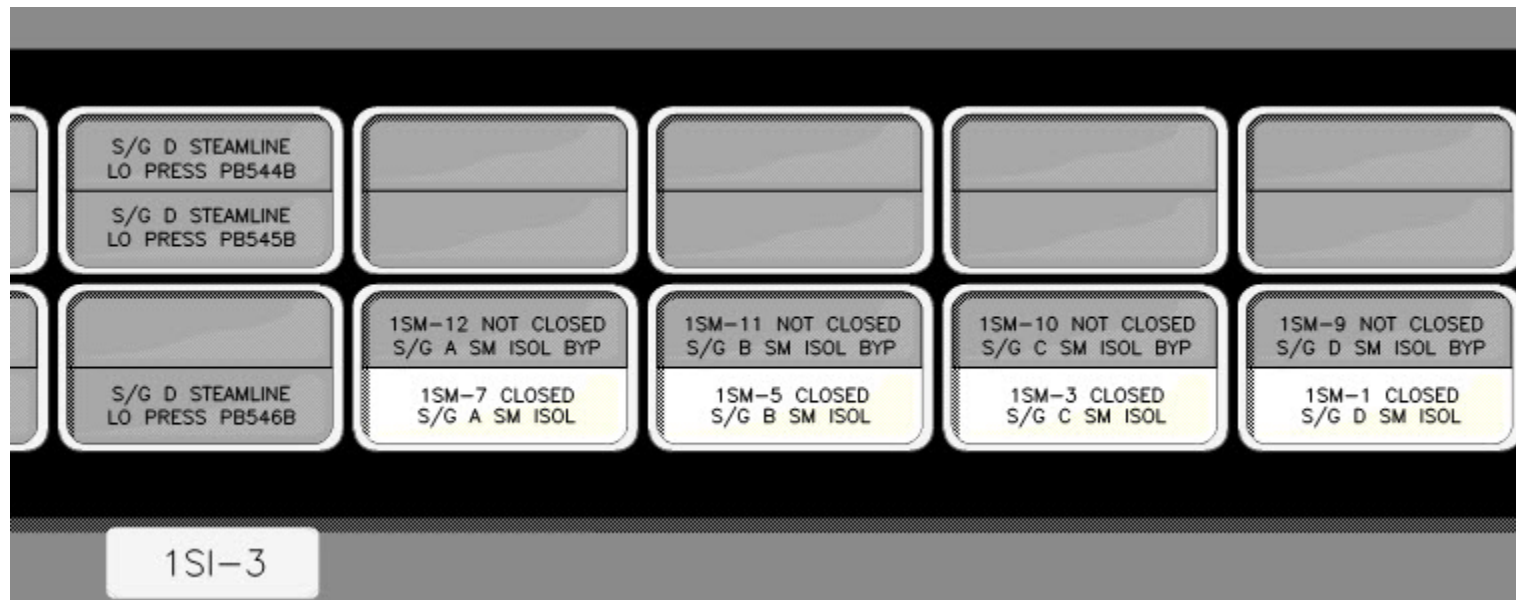 S/G D STEAMLINE
LO PRESS PB544B
S/G D STEAMLINE
LO PRESS PB545B
S/G D STEAMLINE
LO PRESS PB546B
1SM-12 NOT CLOSED
S/G A SM ISOL BYP
1SM-7 CLOSED
S/G A SM ISOL
1SM-11 NOT CLOSED
S/G B SM ISOL BYP
1SM-5 CLOSED
S/G B SM ISOL
1SM-10 NOT CLOSED
S/G C SM ISOL BYP
1SM-3 CLOSED
S/G C SM ISOL
1SM-9 NOT CLOSED
S/G D SM ISOL BYP
1SM-1 CLOSED
S/G D SM ISOL
1SI-3